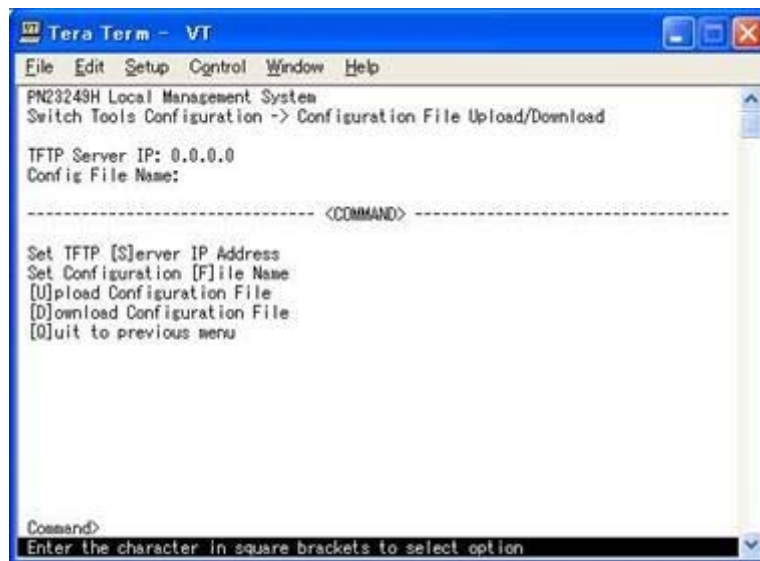 Tera Term - VT
File Edit Setup Control Window Help
PN23249H Local Management System
Switch Tools Configuration -> Configuration File Upload/Download
TFTP Server IP: 0.0.0.0
Config File Name:
-------------------------------- <COMMAND> -----------------------------------
Set TFTP [S]erver IP Address
Set Configuration [F]ile Name
[U]pload Configuration File
[D]ownload Configuration File
[Q]uit to previous menu
Command>
Enter the character in square brackets to select option